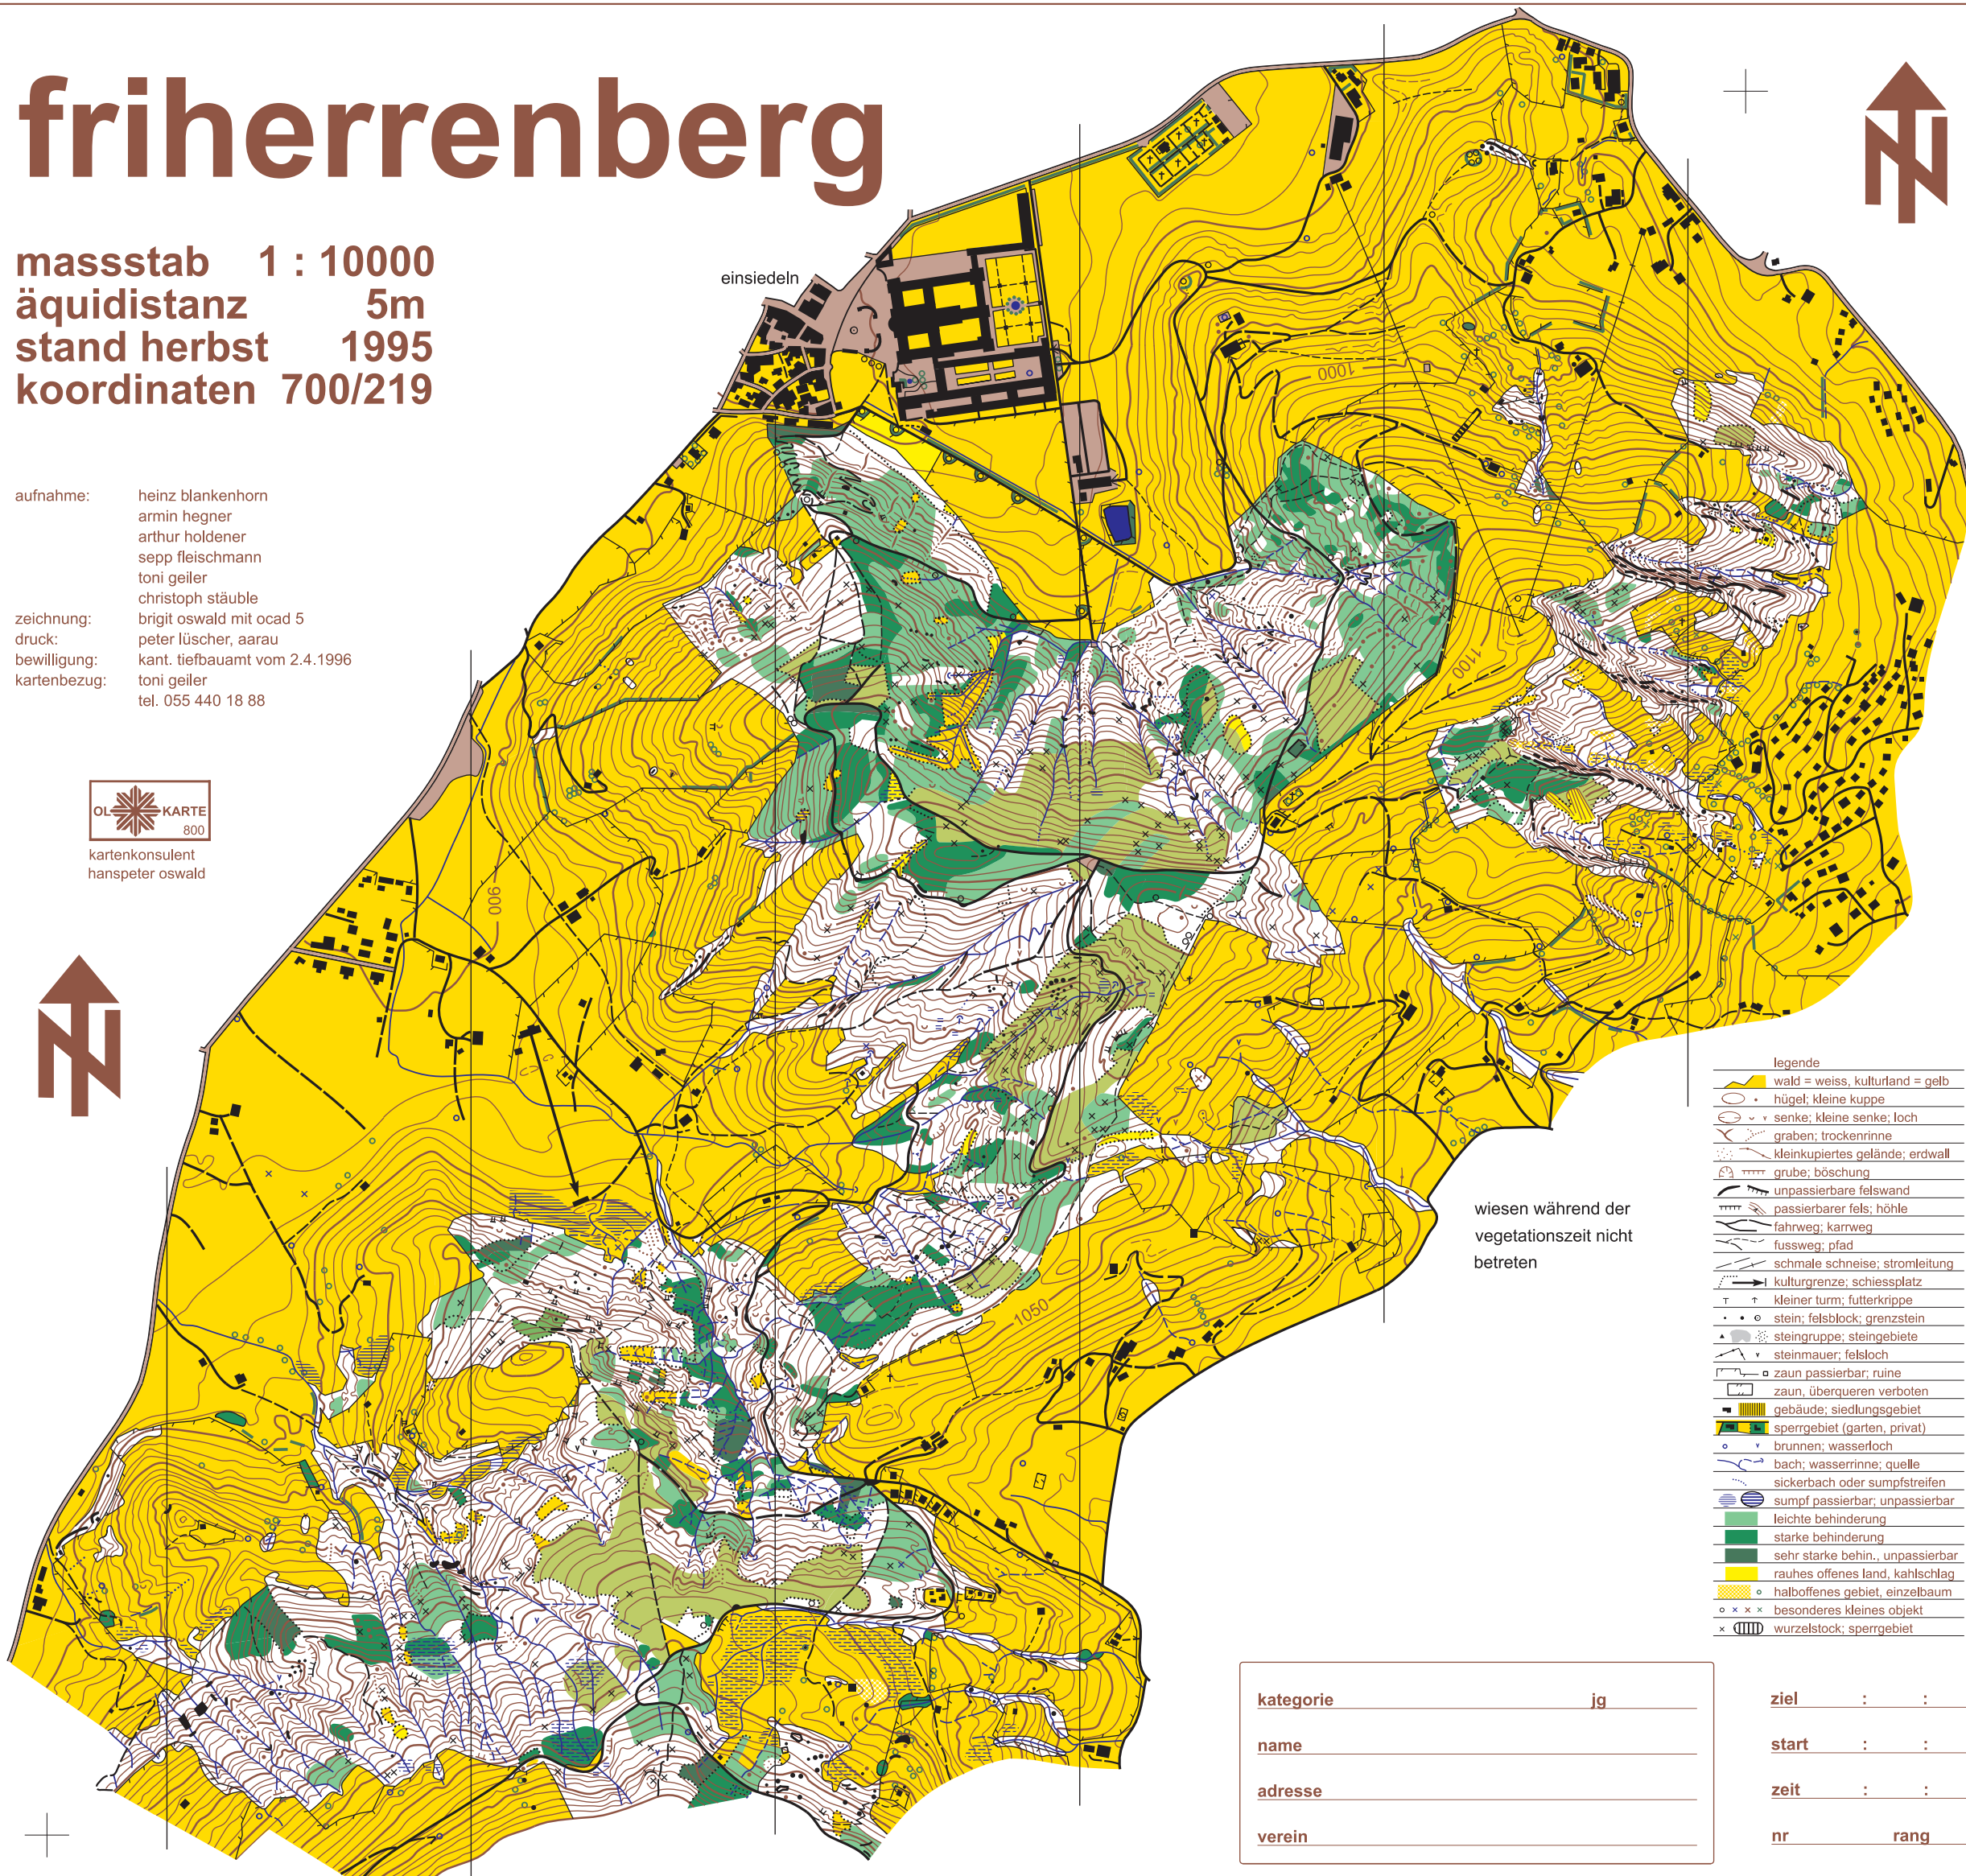 friherrenberg
massstab 1 : 10000
äquidistanz 5m
stand herbst 1995
koordinaten 700/219
aufnahme: heinz blankenhorn
armin hegner
arthur holdener
sepp fleischmann
toni geiler
christoph stäuble
zeichnung: brigit oswald mit ocad 5
druck: peter lüscher, aarau
bewilligung: kant. tiefbauamt vom 2.4.1996
kartenbezug: toni geiler
tel. 055 440 18 88
OL KARTE
800
kartenkonsulent
hanspeter oswald
einsiedeln
1000
1100
900
1050
wiesen während der
vegetationszeit nicht
betreten
legende
wald = weiss, kulturland = gelb
hügel; kleine kuppe
senke; kleine senke; loch
graben; trockenrinne
kleinkupiertes gelände; erdwall
grube; böschung
unpassierbare felswand
passierbarer fels; höhle
fahrweg; karrweg
fussweg; pfad
schmale schneise; stromleitung
kulturgrenze; schiessplatz
kleiner turm; futterkrippe
stein; felsblock; grenzstein
steingruppe; steingebiete
steinmauer; felsloch
zaun passierbar; ruine
zaun, überqueren verboten
gebäude; siedlungsgebiet
sperrgebiet (garten, privat)
brunnen; wasserloch
bach; wasserrinne; quelle
sickerbach oder sumpfstreifen
sumpf passierbar; unpassierbar
leichte behinderung
starke behinderung
sehr starke behin., unpassierbar
rauhes offenes land, kahlschlag
halboffenes gebiet, einzelbaum
besonderes kleines objekt
wurzelstock; sperrgebiet
kategorie jg
name
adresse
verein
ziel : :
start : :
zeit : :
nr rang